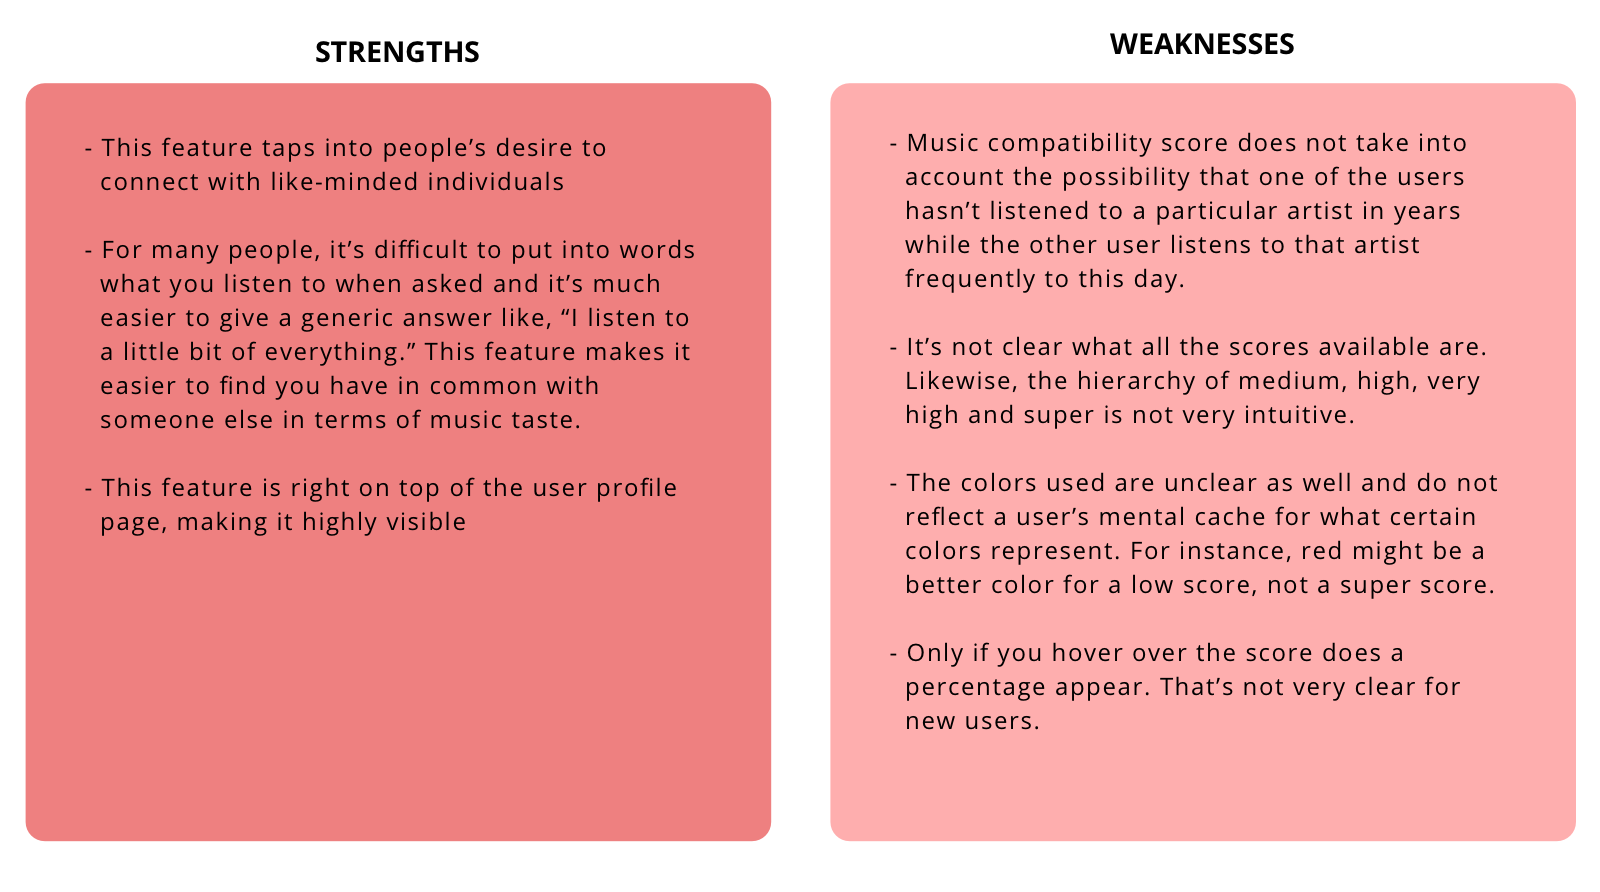 STRENGTHS
- This feature taps into people’s desire to
connect with like-minded individuals
- For many people, it’s difficult to put into words
what you listen to when asked and it’s much
easier to give a generic answer like, “I listen to
a little bit of everything.” This feature makes it
easier to find you have in common with
someone else in terms of music taste.
- This feature is right on top of the user profile
page, making it highly visible
WEAKNESSES
- Music compatibility score does not take into
account the possibility that one of the users
hasn’t listened to a particular artist in years
while the other user listens to that artist
frequently to this day.
- It’s not clear what all the scores available are.
Likewise, the hierarchy of medium, high, very
high and super is not very intuitive.
- The colors used are unclear as well and do not
reflect a user’s mental cache for what certain
colors represent. For instance, red might be a
better color for a low score, not a super score.
- Only if you hover over the score does a
percentage appear. That’s not very clear for
new users.